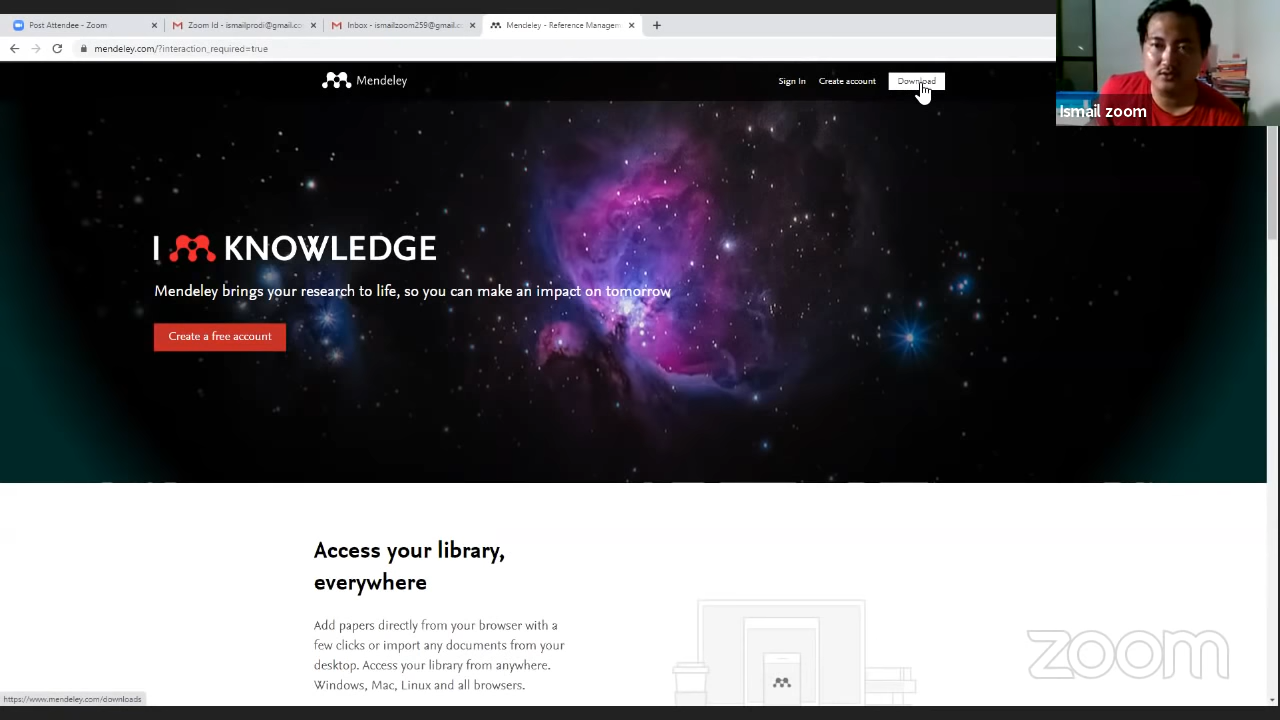 Post Attendee - Zoom
Zoom Id - ismailprodi@gmail.co
Inbox - ismailzoom259@gmail.c
Mendeley - Reference Managem
mendeley.com/?interaction_required=true
Mendeley
Sign In
Create account
Download
Ismail zoom
I KNOWLEDGE
Mendeley brings your research to life, so you can make an impact on tomorrow
Create a free account
Access your library,
everywhere
Add papers directly from your browser with a
few clicks or import any documents from your
desktop. Access your library from anywhere.
Windows, Mac, Linux and all browsers.
zoom
https://www.mendeley.com/downloads